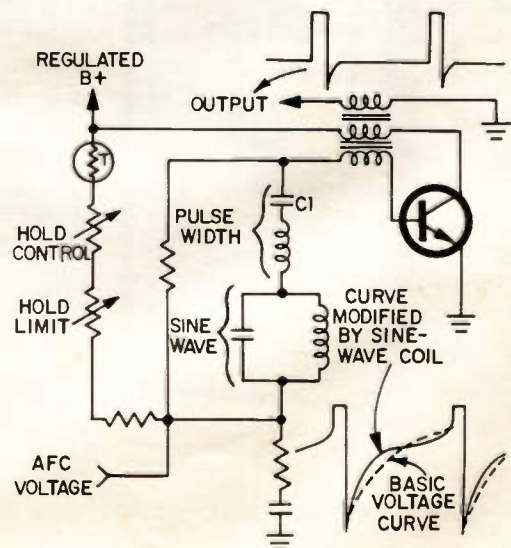 REGULATED
B+
OUTPUT
T
HOLD
CONTROL
PULSE
WIDTH
C1
HOLD
LIMIT
SINE
WAVE
CURVE
MODIFIED
BY SINE-
WAVE COIL
AFC
VOLTAGE
BASIC
VOLTAGE
CURVE